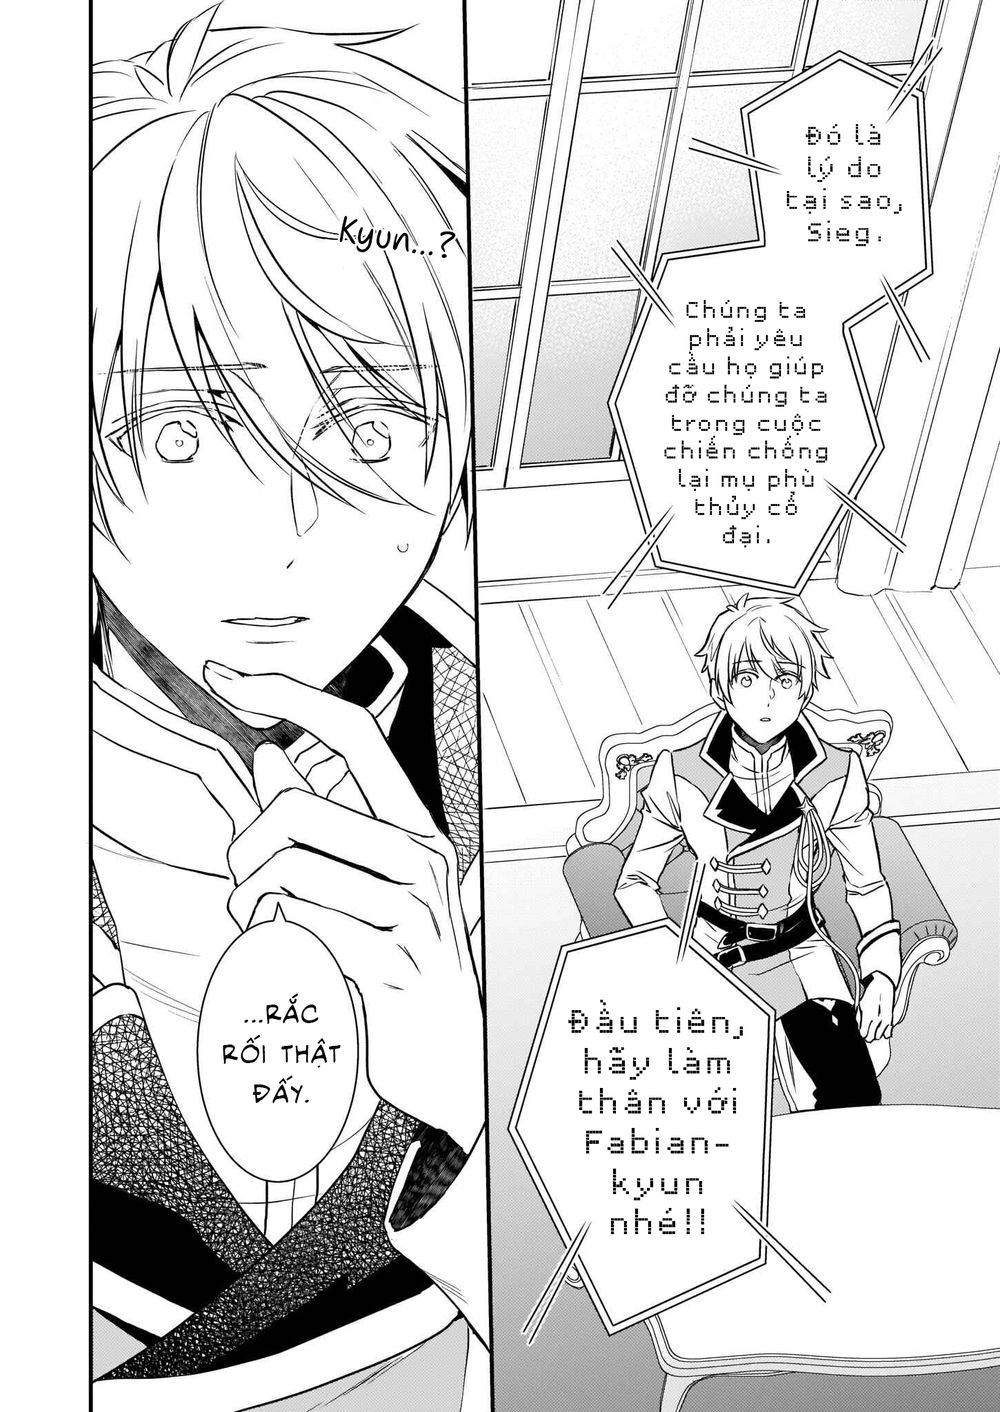 Đó là
lý do
tại sao,
Sieg.
Chúng ta
phải yêu
cầu họ giúp
đỡ chúng ta
trong cuộc
chiến chống
lại mụ phù
thủy cổ
đại.
Đầu tiên,
hãy làm
thân với
Fabian-
kyun
nhé!!
Kyun...?
...RẮC
RỐI THẬT
ĐẤY.